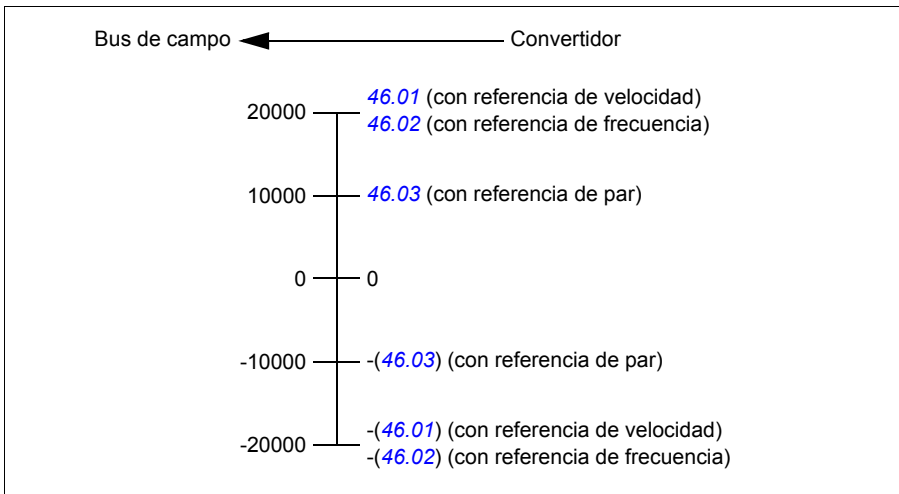 Bus de campo Convertidor
46.01 (con referencia de velocidad)
20000 46.02 (con referencia de frecuencia)
10000 46.03 (con referencia de par)
0 0
-10000 -(46.03) (con referencia de par)
-(46.01) (con referencia de velocidad)
-20000 -(46.02) (con referencia de frecuencia)